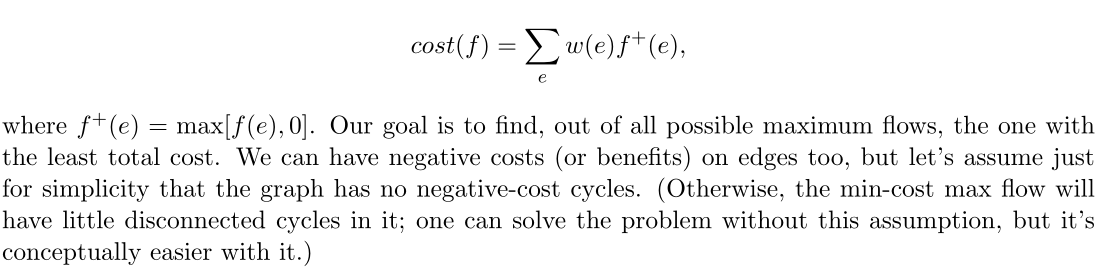 cost(f) = ∑ w(e)f⁺(e),
e
where f⁺(e) = max[f(e), 0]. Our goal is to find, out of all possible maximum flows, the one with
the least total cost. We can have negative costs (or benefits) on edges too, but let's assume just
for simplicity that the graph has no negative-cost cycles. (Otherwise, the min-cost max flow will
have little disconnected cycles in it; one can solve the problem without this assumption, but it's
conceptually easier with it.)